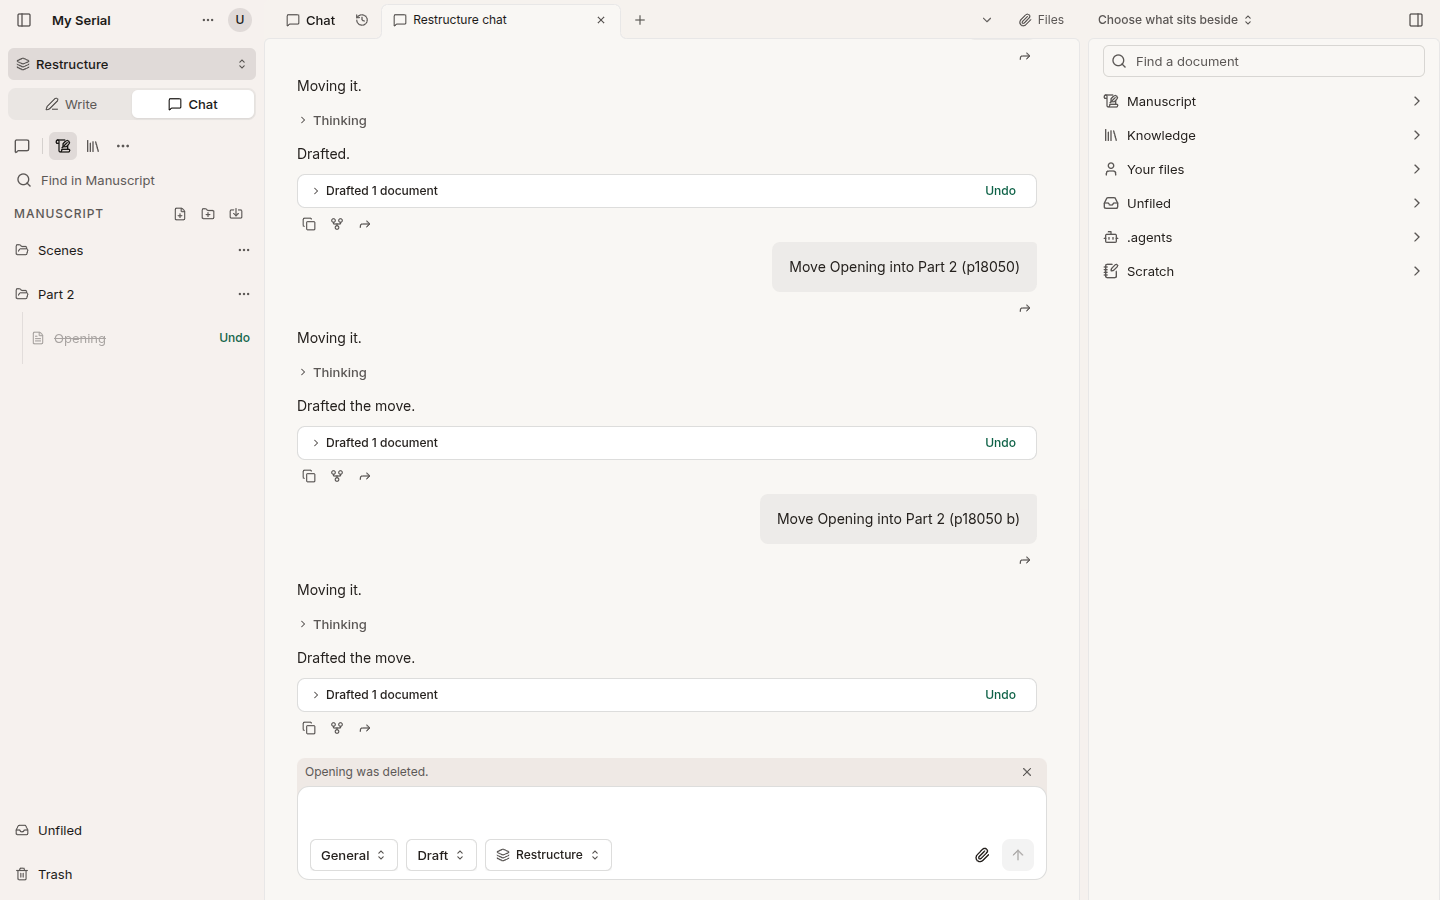 My Serial
U
Restructure
Write
Chat
Find in Manuscript
MANUSCRIPT
Scenes
Part 2
Opening
Undo
Unfiled
Trash
Chat
Restructure chat
Files
Moving it.
Thinking
Drafted.
Drafted 1 document
Undo
Move Opening into Part 2 (p18050)
Moving it.
Thinking
Drafted the move.
Drafted 1 document
Undo
Move Opening into Part 2 (p18050 b)
Moving it.
Thinking
Drafted the move.
Drafted 1 document
Undo
Opening was deleted.
General
Draft
Restructure
Choose what sits beside
Find a document
Manuscript
Knowledge
Your files
Unfiled
.agents
Scratch